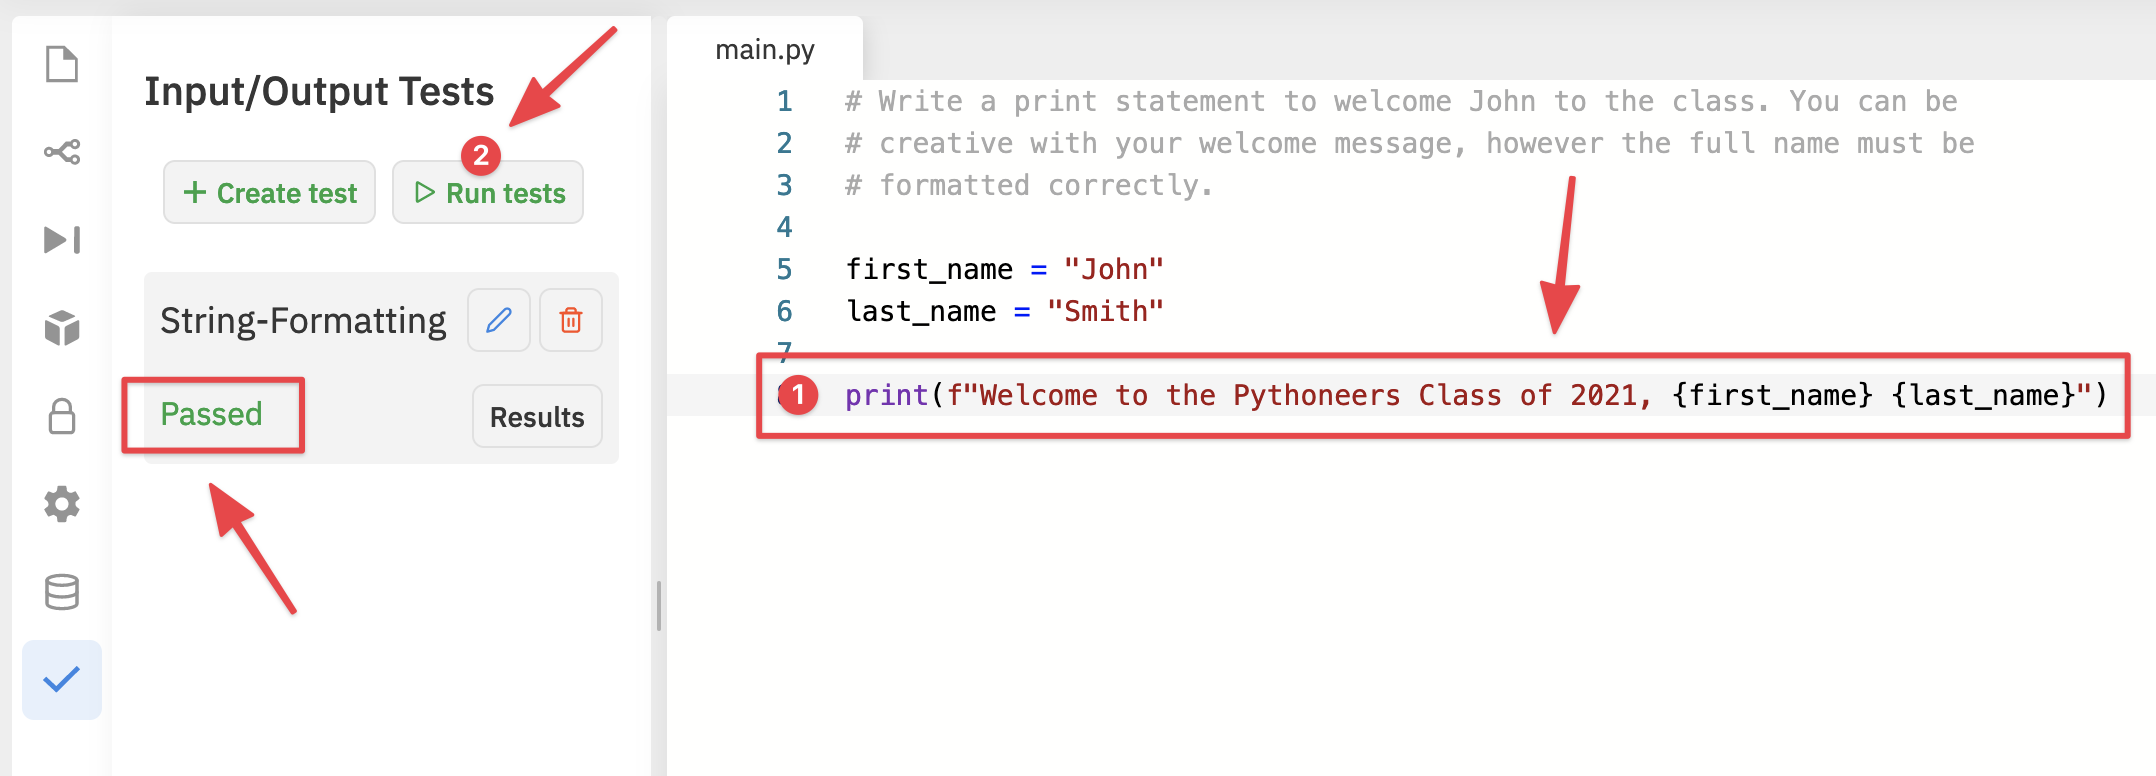 Input/Output Tests
2
+ Create test
Run tests
String-Formatting
Passed
Results
main.py
1 # Write a print statement to welcome John to the class. You can be
2 # creative with your welcome message, however the full name must be
3 # formatted correctly.
4
5 first_name = "John"
6 last_name = "Smith"
7
1 print(f"Welcome to the Pythoneers Class of 2021, {first_name} {last_name}")